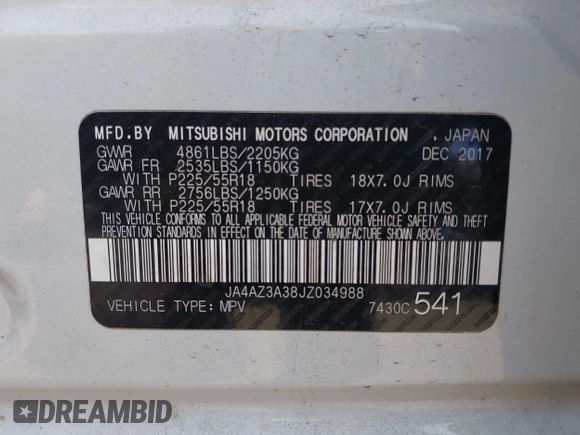 MFD.BY MITSUBISHI MOTORS CORPORATION . JAPAN
GVWR 4861LBS/2205KG DEC 2017
GAWR FR 2535LBS/1150KG
WITH P225/55R18 TIRES 18X7.0J RIMS
GAWR RR 2756LBS/1250KG
WITH P225/55R18 TIRES 17X7.0J RIMS
THIS VEHICLE CONFORMS TO ALL APPLICABLE FEDERAL MOTOR VEHICLE SAFETY AND THEFT
PREVENTION STANDARDS IN EFFECT ON THE DATE OF MANUFACTURE SHOWN ABOVE.
JA4AZ3A38JZ034988
VEHICLE TYPE: MPV 7430C 541
DREAMBID